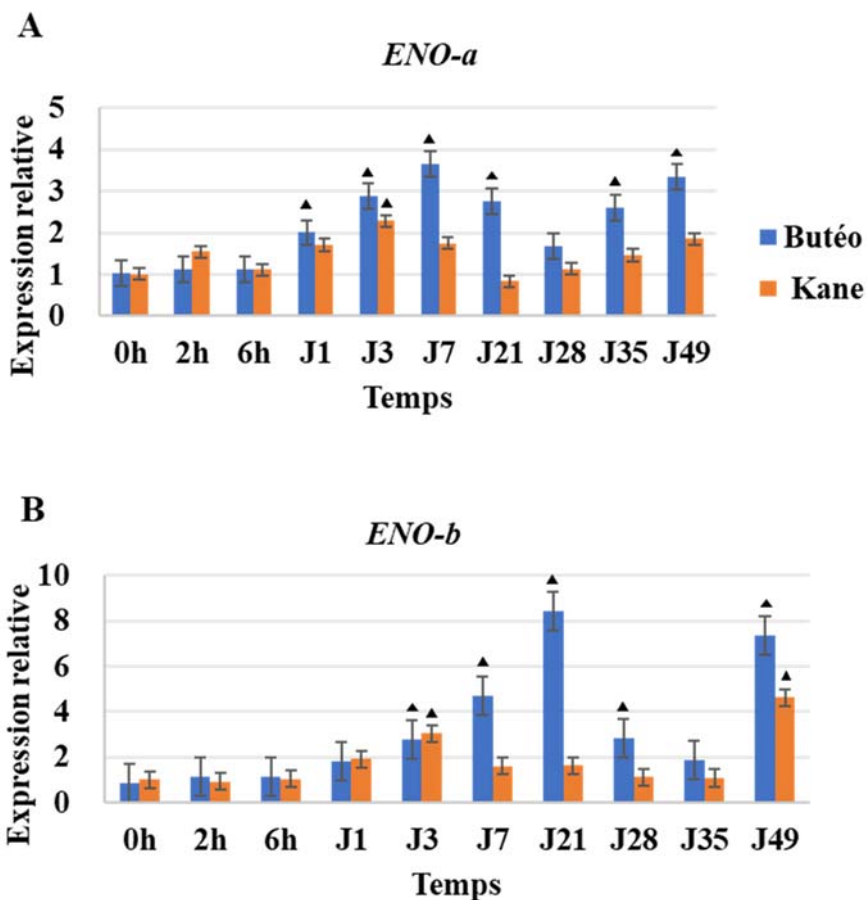 A
ENO-a
Expression relative
5
4
3
2
1
0
0h 2h 6h J1 J3 J7 J21 J28 J35 J49
Temps
Butéo
Kane
B
ENO-b
Expression relative
10
8
6
4
2
0
0h 2h 6h J1 J3 J7 J21 J28 J35 J49
Temps